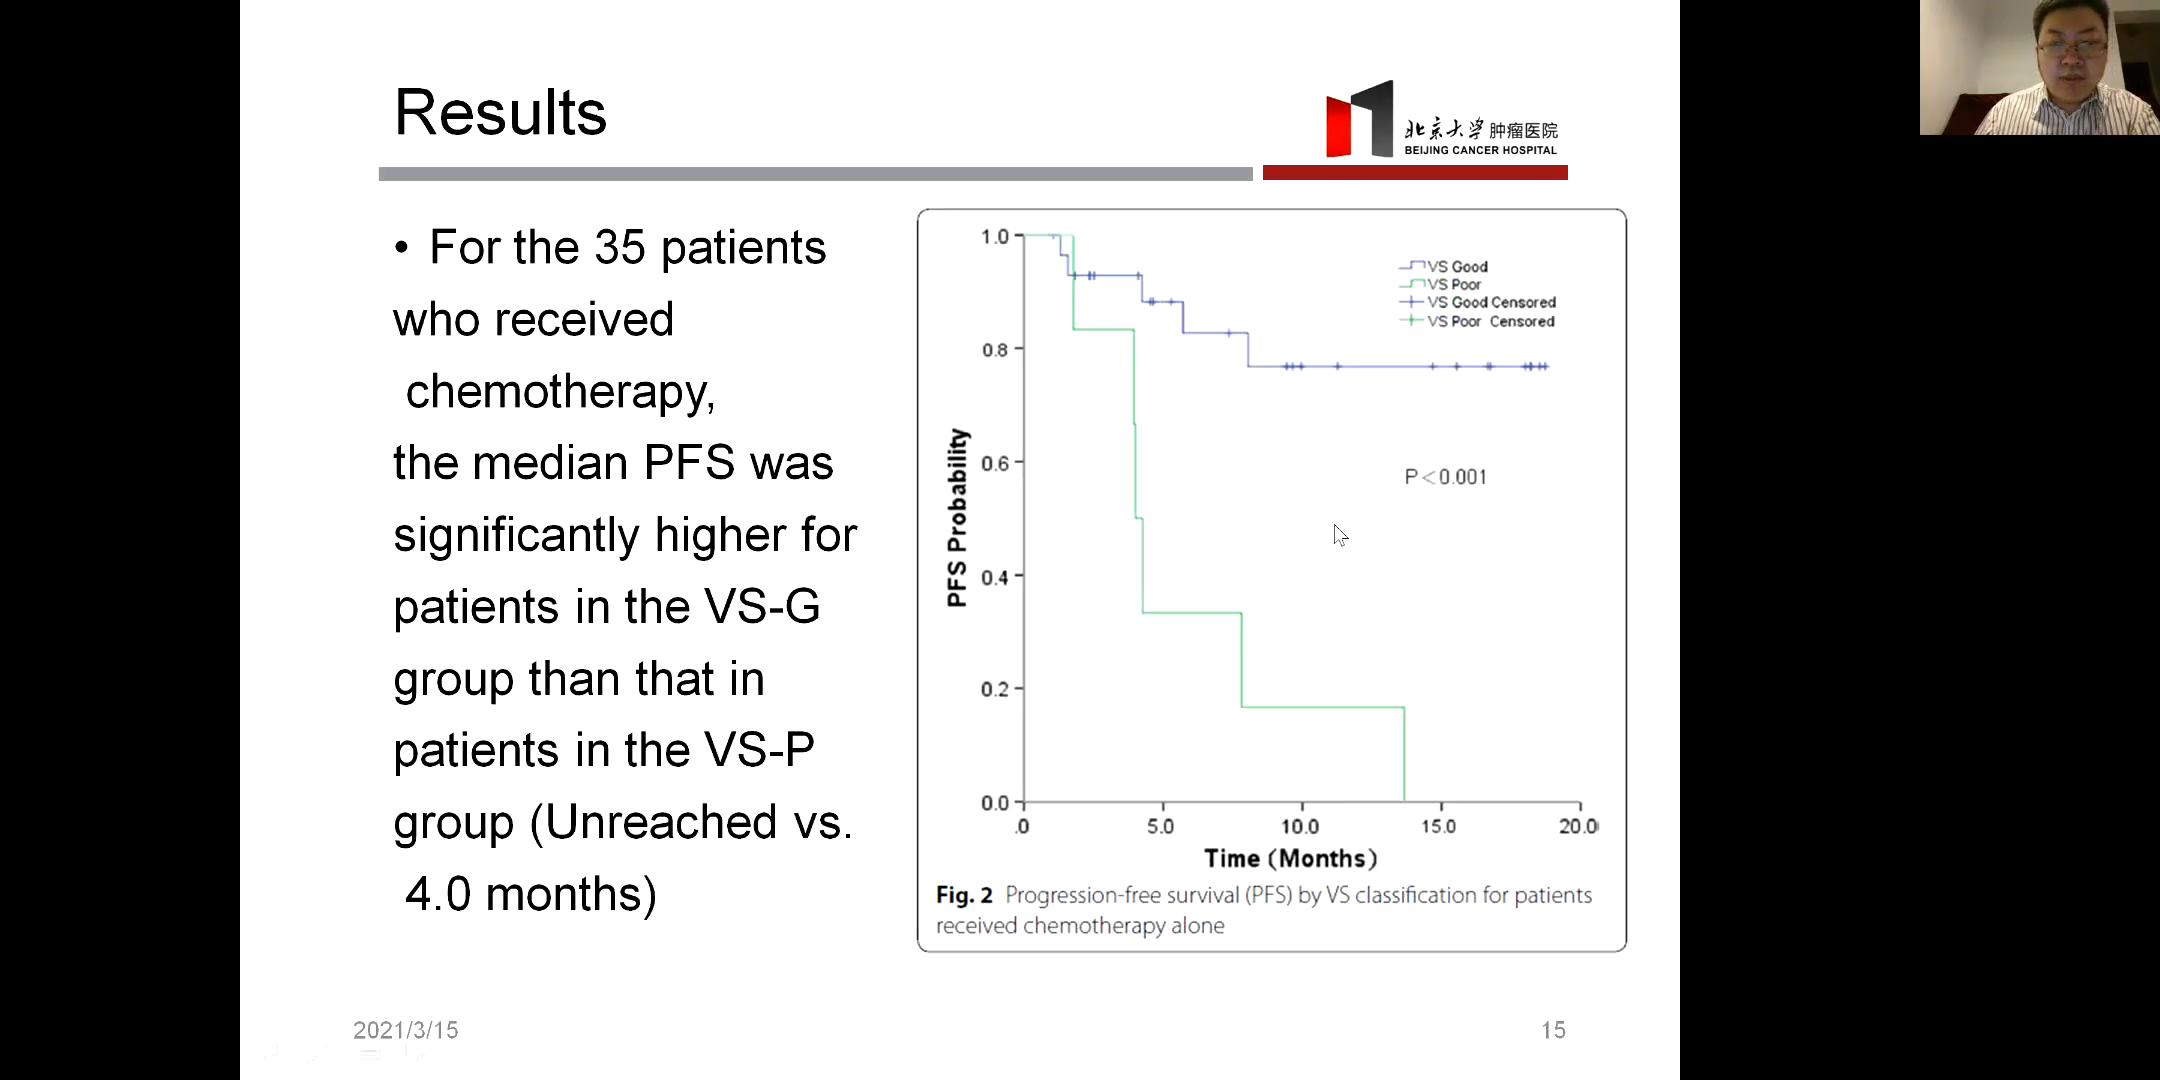 Results
北京大学肿瘤医院
BEIJING CANCER HOSPITAL
• For the 35 patients
who received
chemotherapy,
the median PFS was
significantly higher for
patients in the VS-G
group than that in
patients in the VS-P
group (Unreached vs.
4.0 months)
1.0
0.8
0.6
0.4
0.2
0.0
PFS Probability
VS Good
VS Poor
VS Good Censored
VS Poor Censored
P<0.001
.0 5.0 10.0 15.0 20.0
Time (Months)
Fig. 2 Progression-free survival (PFS) by VS classification for patients
received chemotherapy alone
2021/3/15
15